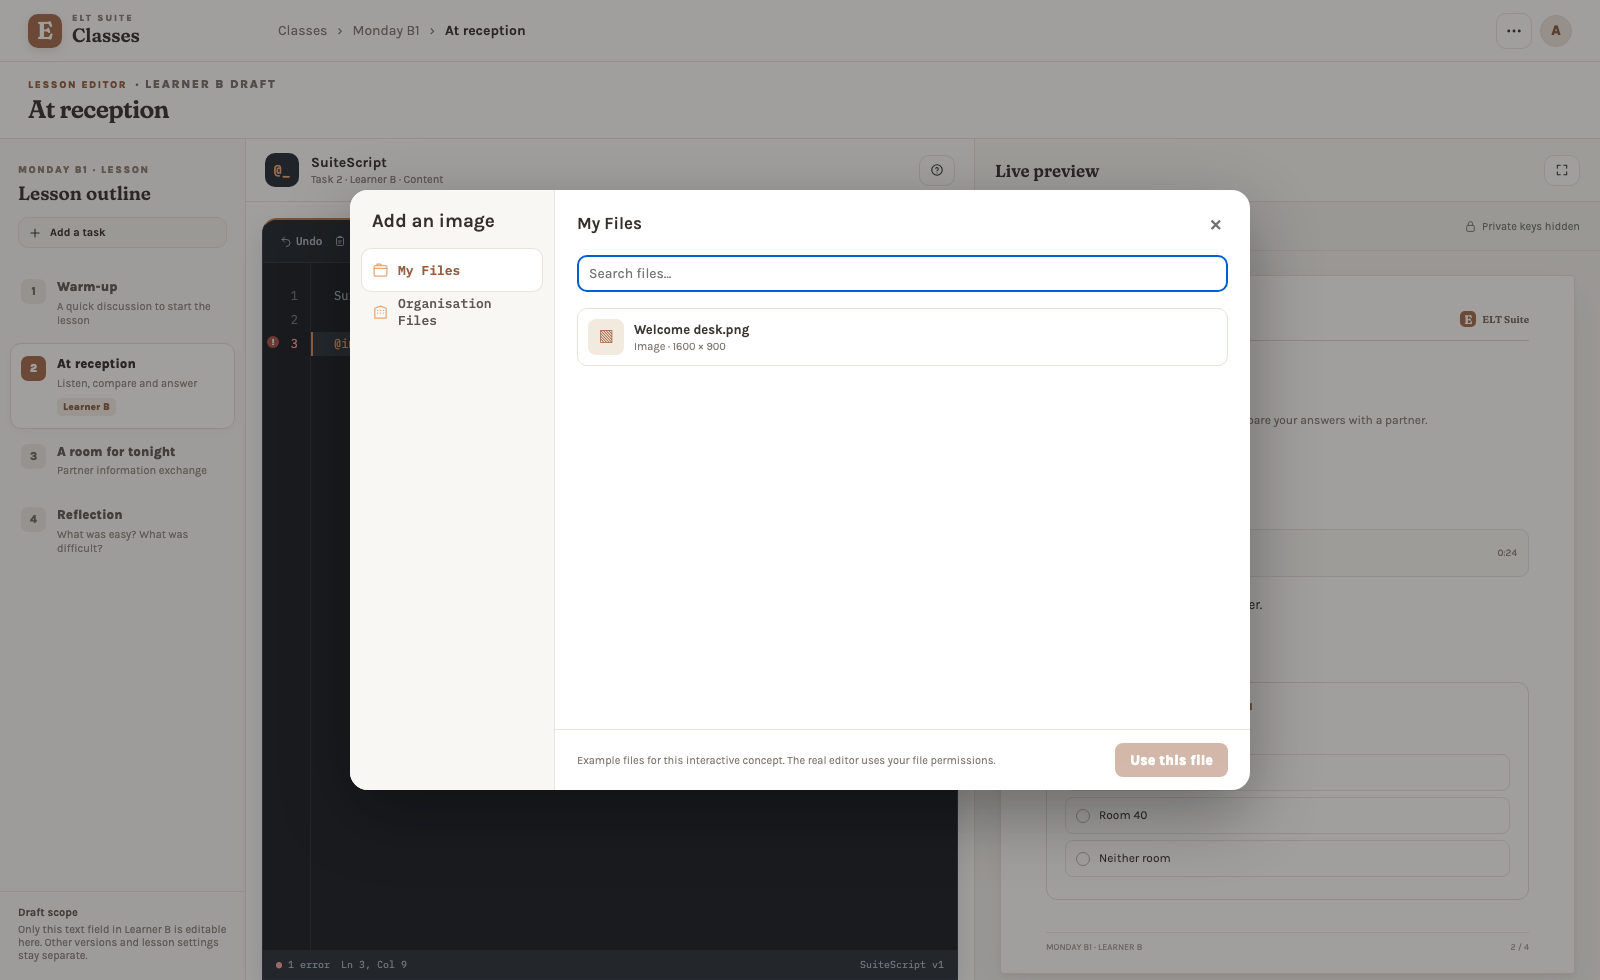 ELT SUITE
Classes
Classes › Monday B1 › At reception
A
LESSON EDITOR · LEARNER B DRAFT
At reception
MONDAY B1 · LESSON
Lesson outline
+ Add a task
1
Warm-up
A quick discussion to start the
lesson
2
At reception
Listen, compare and answer
Learner B
3
A room for tonight
Partner information exchange
4
Reflection
What was easy? What was
difficult?
Draft scope
Only this text field in Learner B is editable
here. Other versions and lesson settings
stay separate.
@_
SuiteScript
Task 2 · Learner B · Content
Undo
1
2
3
1 error Ln 3, Col 9
SuiteScript v1
Add an image
My Files
Organisation
Files
My Files
×
Search files…
Welcome desk.png
Image · 1600 × 900
Example files for this interactive concept. The real editor uses your file permissions.
Use this file
Live preview
Private keys hidden
E ELT Suite
your answers with a partner.
0:24
Room 40
Neither room
MONDAY B1 · LEARNER B
2 / 4